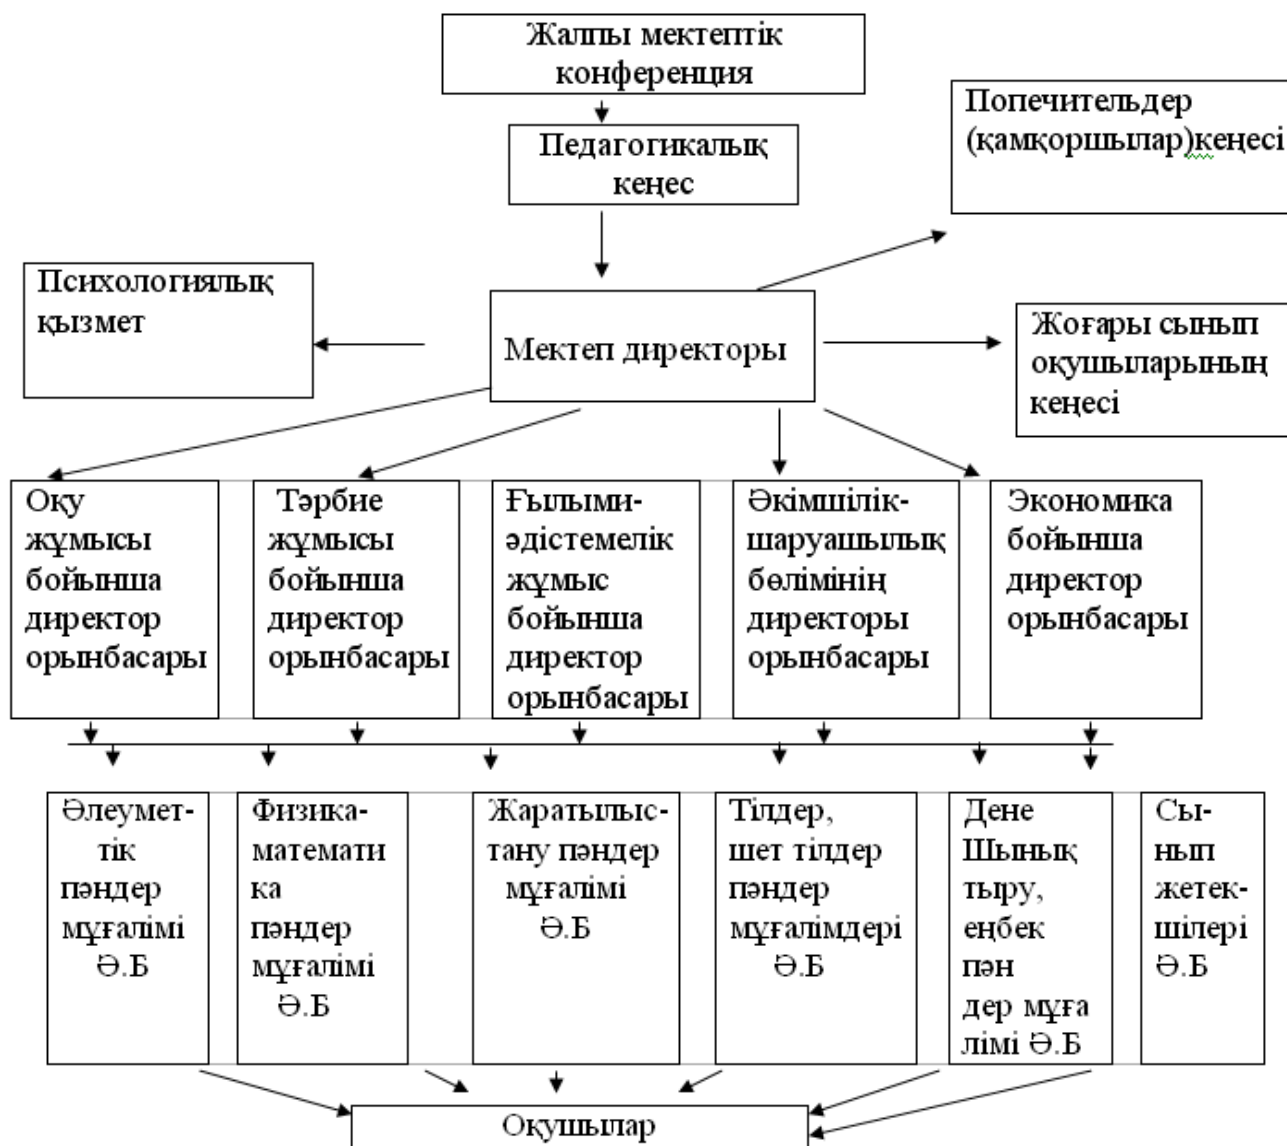 Жалпы мектептік
конференция
Попечительдер
(қамқоршылар)кеңесі
Педагогикалық
кеңес
Психологиялық
қызмет
Мектеп директоры
Жоғары сынып
оқушыларының
кеңесі
Оқу
жұмысы
бойынша
директор
орынбасары
Тәрбие
жұмысы
бойынша
директор
орынбасары
Ғылыми-
әдістемелік
жұмыс
бойынша
директор
орынбасары
Әкімшілік-
шаруашылық
бөлімінің
директоры
орынбасары
Экономика
бойынша
директор
орынбасары
Әлеумет-
тік
пәндер
мұғалімі
Ә.Б
Физика-
математи
ка
пәндер
мұғалімі
Ә.Б
Жаратылыс-
тану пәндер
мұғалімі
Ә.Б
Тілдер,
шет тілдер
пәндер
мұғалімдері
Ә.Б
Дене
Шынық
тыру,
еңбек
пән
дер мұға
лімі Ә.Б
Сы-
нып
жетек-
шілері
Ә.Б
Оқушылар